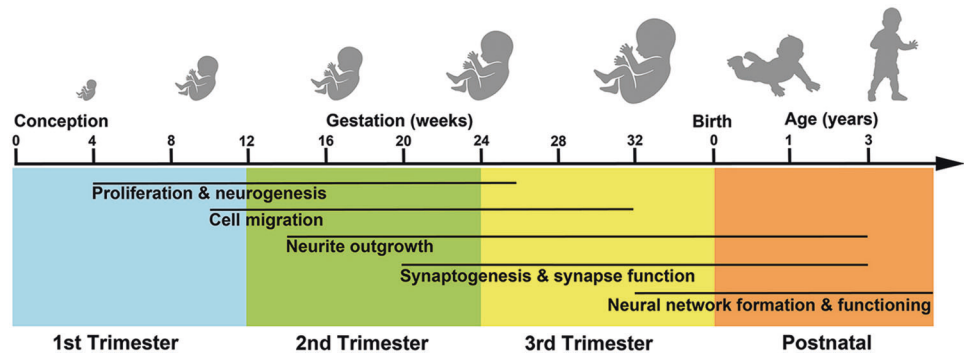 Conception Gestation (weeks) Birth Age (years)
0 4 8 12 16 20 24 28 32 0 1 3
Proliferation & neurogenesis
Cell migration
Neurite outgrowth
Synaptogenesis & synapse function
Neural network formation & functioning
1st Trimester 2nd Trimester 3rd Trimester Postnatal